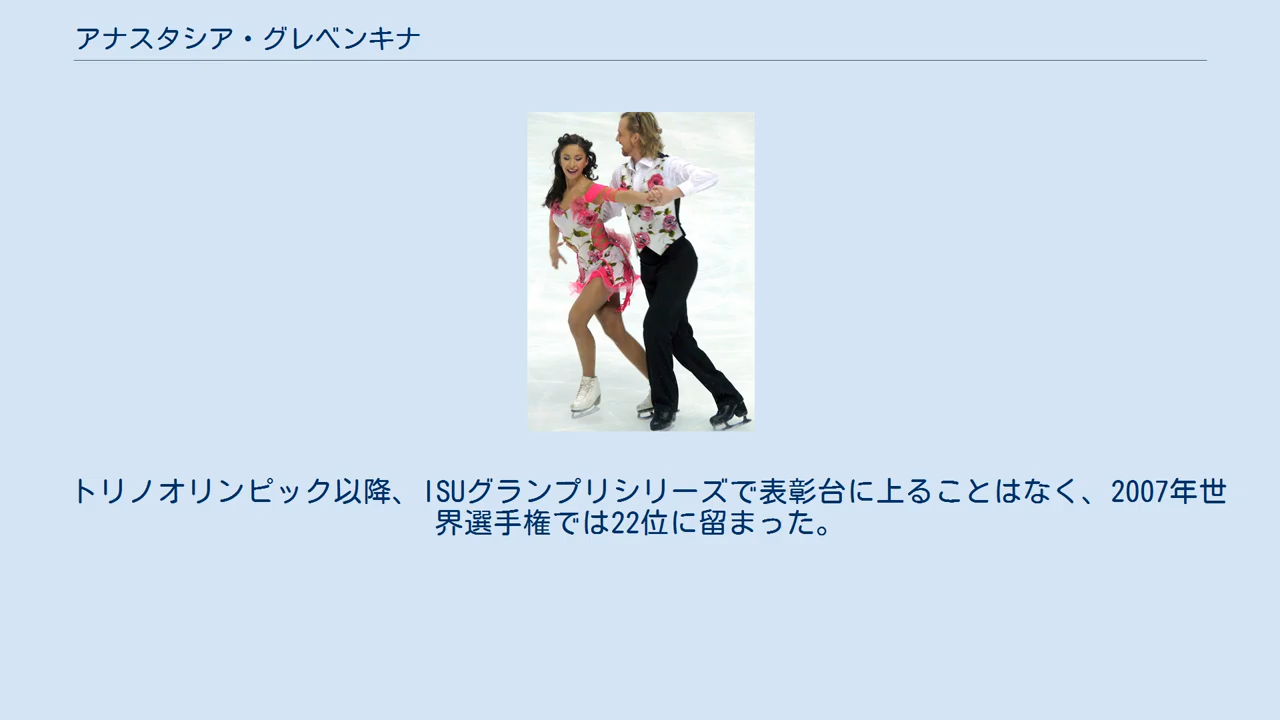 アナスタシア・グレベンキナ
トリノオリンピック以降、ISUグランプリシリーズで表彰台に上ることはなく、2007年世
界選手権では22位に留まった。